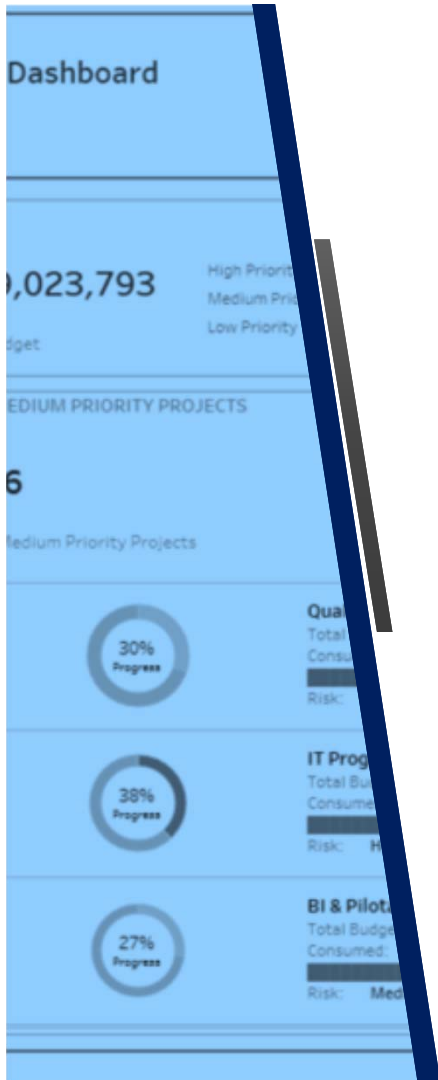 Dashboard
,023,793
High Priorit
Medium Prio
Low Priority
dget
EDIUM PRIORITY PROJECTS
6
Medium Priority Projects
30%
Progress
Qual
Total
Consu
Risk:
38%
Progress
IT Prog
Total Bu
Consume
Risk: H
27%
Progress
BI & Pilota
Total Budge
Consumed:
Risk: Med